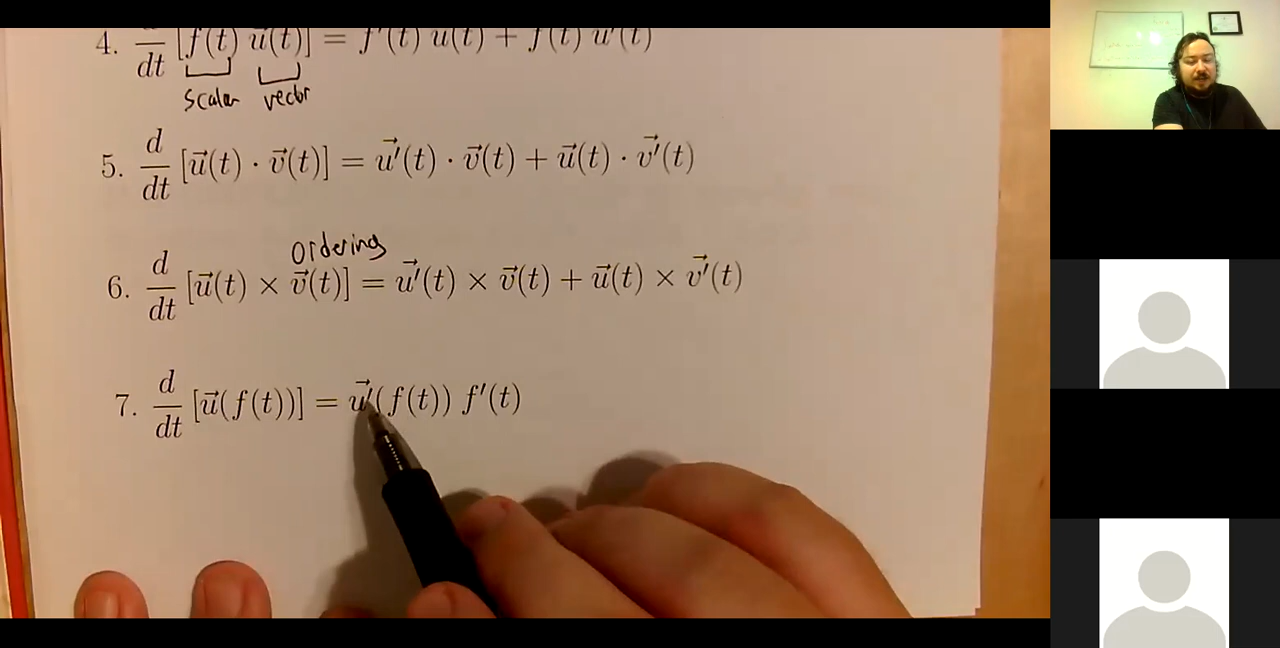 4. d/dt [f(t) u⃗(t)] = f'(t) u(t) + f(t) u'(t)
scalar vector
5. d/dt [u⃗(t) · v⃗(t)] = u⃗'(t) · v⃗(t) + u⃗(t) · v⃗'(t)
ordering
6. d/dt [u⃗(t) × v⃗(t)] = u⃗'(t) × v⃗(t) + u⃗(t) × v⃗'(t)
7. d/dt [u⃗(f(t))] = u⃗'(f(t)) f'(t)